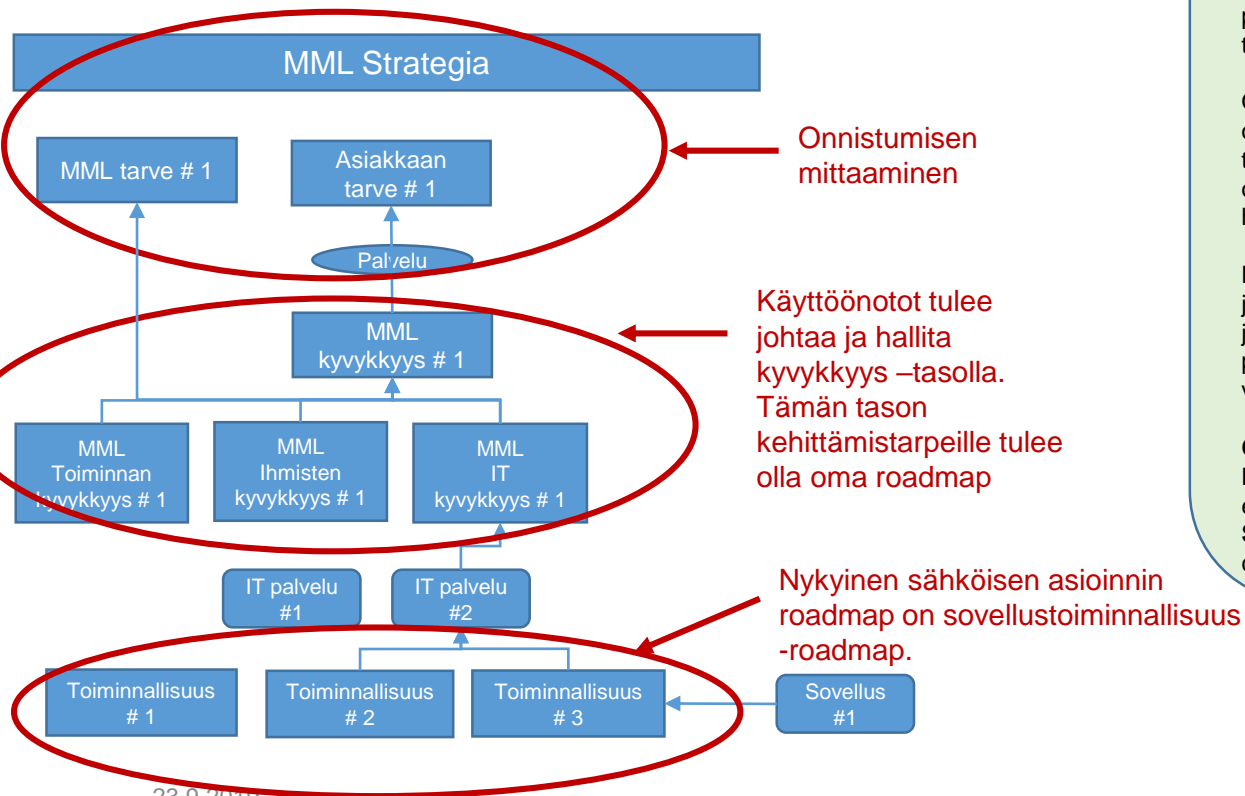 MML Strategia
MML tarve # 1
Asiakkaan
tarve # 1
Onnistumisen
mittaaminen
Palvelu
MML
kyvykkyys # 1
Käyttöönotot tulee
johtaa ja hallita
kyvykkyys –tasolla.
Tämän tason
kehittämistarpeille tulee
olla oma roadmap
MML
Toiminnan
kyvykkyys # 1
MML
Ihmisten
kyvykkyys # 1
MML
IT
kyvykkyys # 1
IT palvelu
#1
IT palvelu
#2
Nykyinen sähköisen asioinnin
roadmap on sovellustoiminnallisuus
-roadmap.
Toiminnallisuus
# 1
Toiminnallisuus
# 2
Toiminnallisuus
# 3
Sovellus
#1